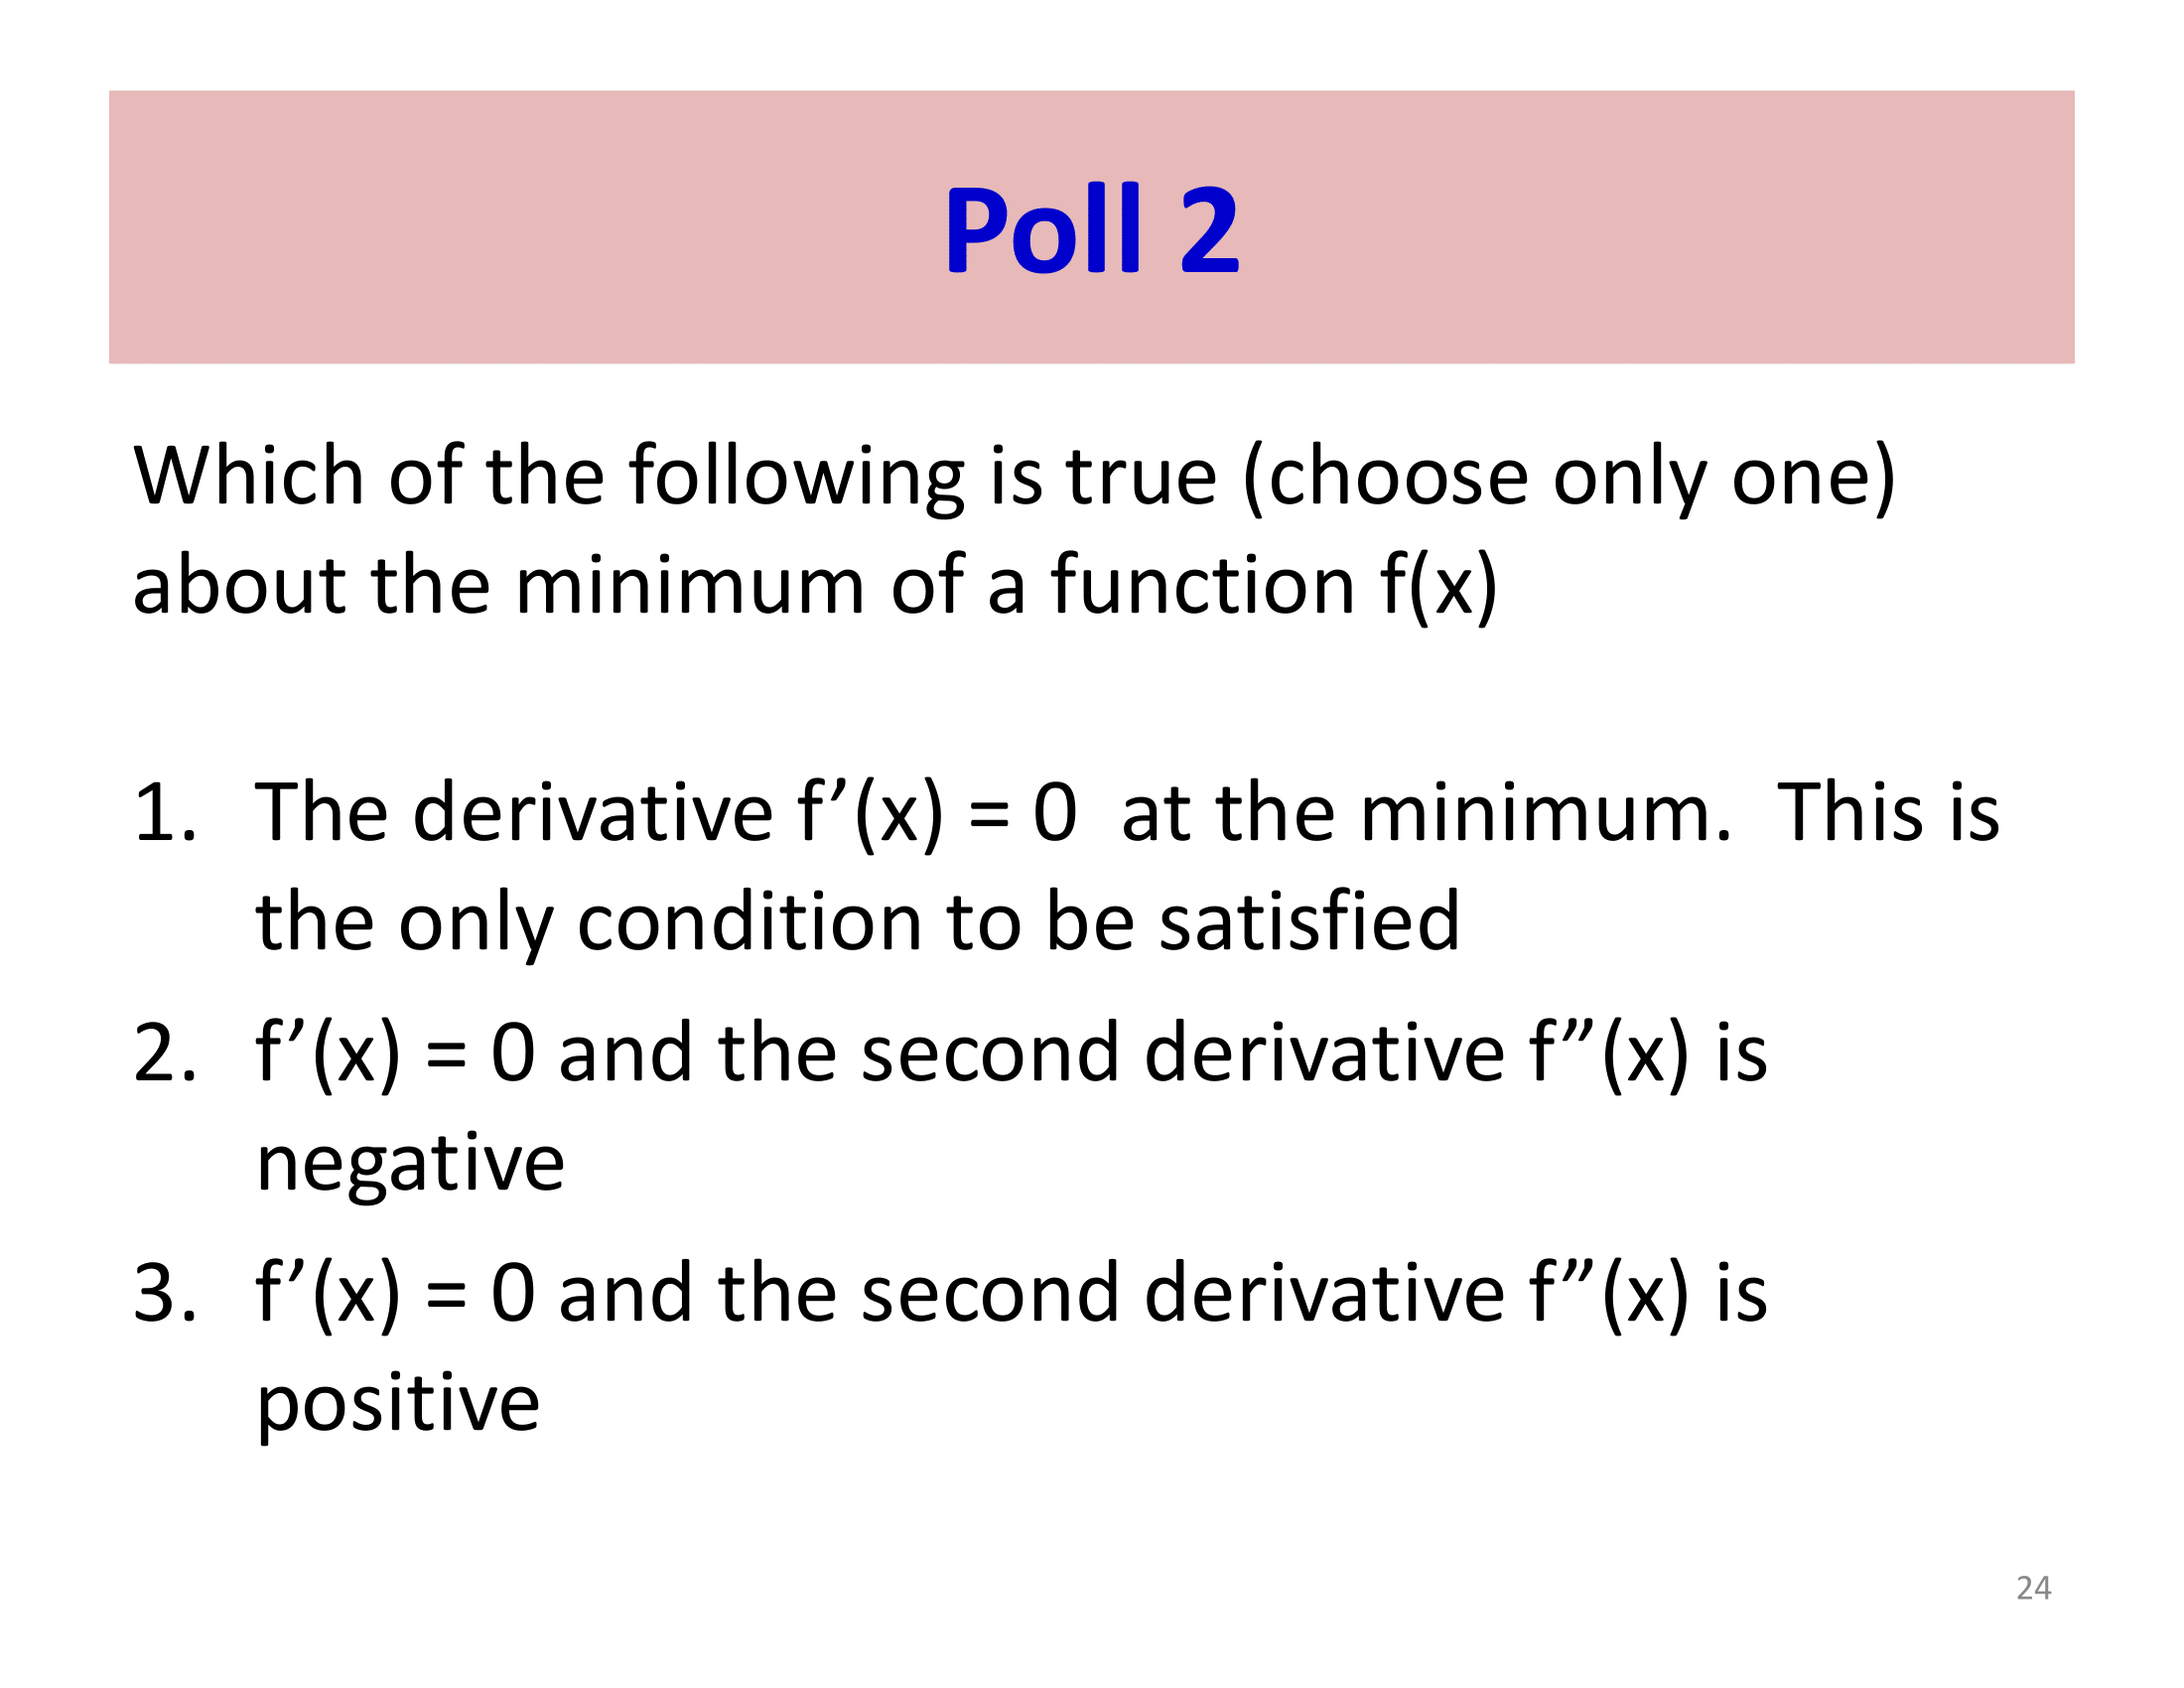 Poll 2
Which of the following is true (choose only one)
about the minimum of a function f(x)
1. The derivative f’(x) = 0  at the minimum.  This is
the only condition to be satisfied
2. f’(x) = 0 and the second derivative f’’(x) is
negative
3. f’(x) = 0 and the second derivative f’’(x) is
positive
24